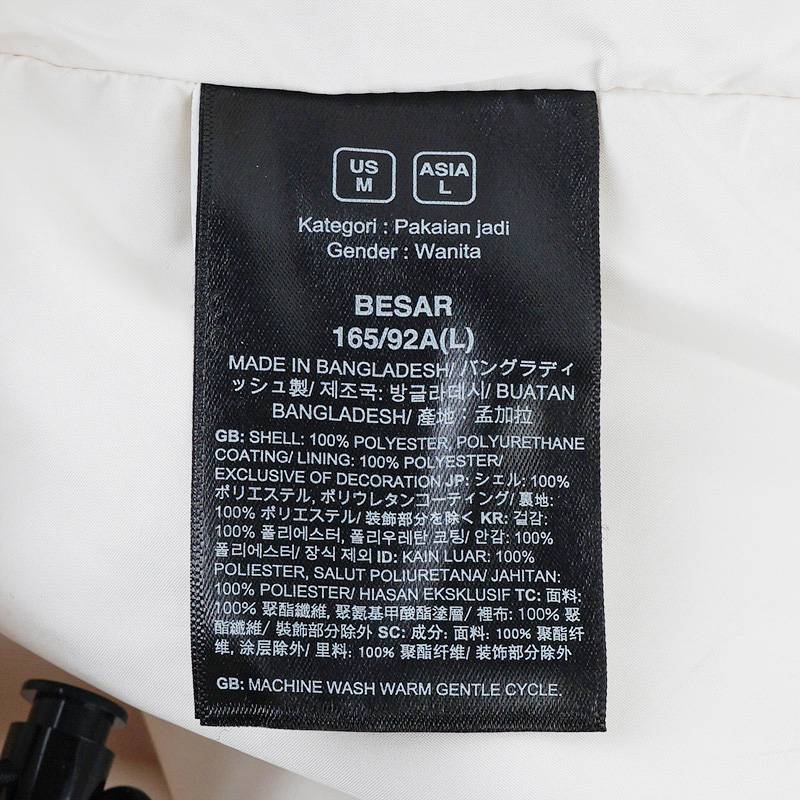 US
M
ASIA
L
Kategori : Pakaian jadi
Gender : Wanita
BESAR
165/92A(L)
MADE IN BANGLADESH/ バングラディ
ッシュ製/ 제조국: 방글라데시/ BUATAN
BANGLADESH/ 產地：孟加拉
GB: SHELL: 100% POLYESTER, POLYURETHANE
COATING/ LINING: 100% POLYESTER/
EXCLUSIVE OF DECORATION JP: シェル: 100%
ポリエステル, ポリウレタンコーティング/ 裏地:
100% ポリエステル/ 装飾部分を除く KR: 겉감:
100% 폴리에스터, 폴리우레탄 코팅/ 안감: 100%
폴리에스터/ 장식 제외 ID: KAIN LUAR: 100%
POLIESTER, SALUT POLIURETANA/ JAHITAN:
100% POLIESTER/ HIASAN EKSKLUSIF TC: 面料:
100% 聚酯纖維, 聚氨基甲酸酯塗層/ 裡布: 100% 聚
酯纖維/ 裝飾部分除外 SC: 成分: 面料: 100% 聚酯纤
维, 涂层除外/ 里料: 100% 聚酯纤维/ 装饰部分除外
GB: MACHINE WASH WARM GENTLE CYCLE.